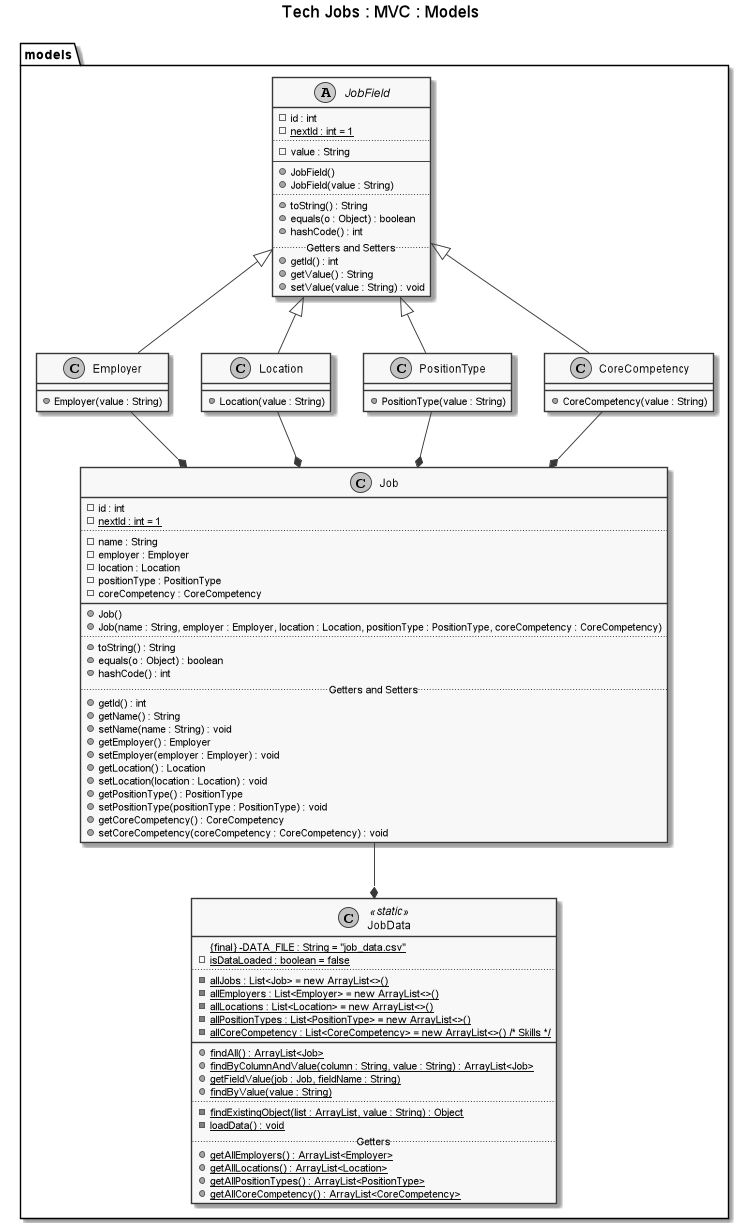 Tech Jobs : MVC : Models
models
A JobField
id : int
nextId : int = 1
value : String
JobField()
JobField(value : String)
toString() : String
equals(o : Object) : boolean
hashCode() : int
Getters and Setters
getId() : int
getValue() : String
setValue(value : String) : void
C Employer
Employer(value : String)
C Location
Location(value : String)
C PositionType
PositionType(value : String)
C CoreCompetency
CoreCompetency(value : String)
C Job
id : int
nextId : int = 1
name : String
employer : Employer
location : Location
positionType : PositionType
coreCompetency : CoreCompetency
Job()
Job(name : String, employer : Employer, location : Location, positionType : PositionType, coreCompetency : CoreCompetency)
toString() : String
equals(o : Object) : boolean
hashCode() : int
Getters and Setters
getId() : int
getName() : String
setName(name : String) : void
getEmployer() : Employer
setEmployer(employer : Employer) : void
getLocation() : Location
setLocation(location : Location) : void
getPositionType() : PositionType
setPositionType(positionType : PositionType) : void
getCoreCompetency() : CoreCompetency
setCoreCompetency(coreCompetency : CoreCompetency) : void
«static»
C JobData
{final} -DATA_FILE : String = "job_data.csv"
isDataLoaded : boolean = false
allJobs : List<Job> = new ArrayList<>()
allEmployers : List<Employer> = new ArrayList<>()
allLocations : List<Location> = new ArrayList<>()
allPositionTypes : List<PositionType> = new ArrayList<>()
allCoreCompetency : List<CoreCompetency> = new ArrayList<>() /* Skills */
findAll() : ArrayList<Job>
findByColumnAndValue(column : String, value : String) : ArrayList<Job>
getFieldValue(job : Job, fieldName : String)
findByValue(value : String)
findExistingObject(list : ArrayList, value : String) : Object
loadData() : void
Getters
getAllEmployers() : ArrayList<Employer>
getAllLocations() : ArrayList<Location>
getAllPositionTypes() : ArrayList<PositionType>
getAllCoreCompetency() : ArrayList<CoreCompetency>